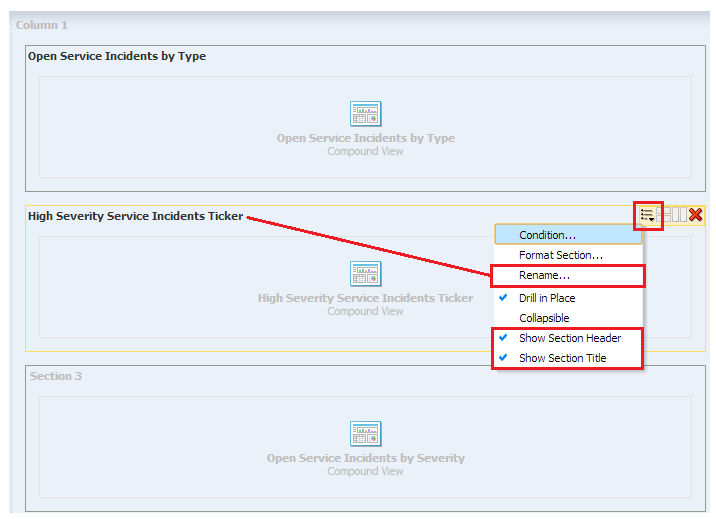 Column 1
Open Service Incidents by Type
Open Service Incidents by Type
Compound View
High Severity Service Incidents Ticker
Condition...
Format Section...
Rename...
Drill in Place
Collapsible
Show Section Header
Show Section Title
High Severity Service Incidents Ticker
Compound View
Section 3
Open Service Incidents by Severity
Compound View